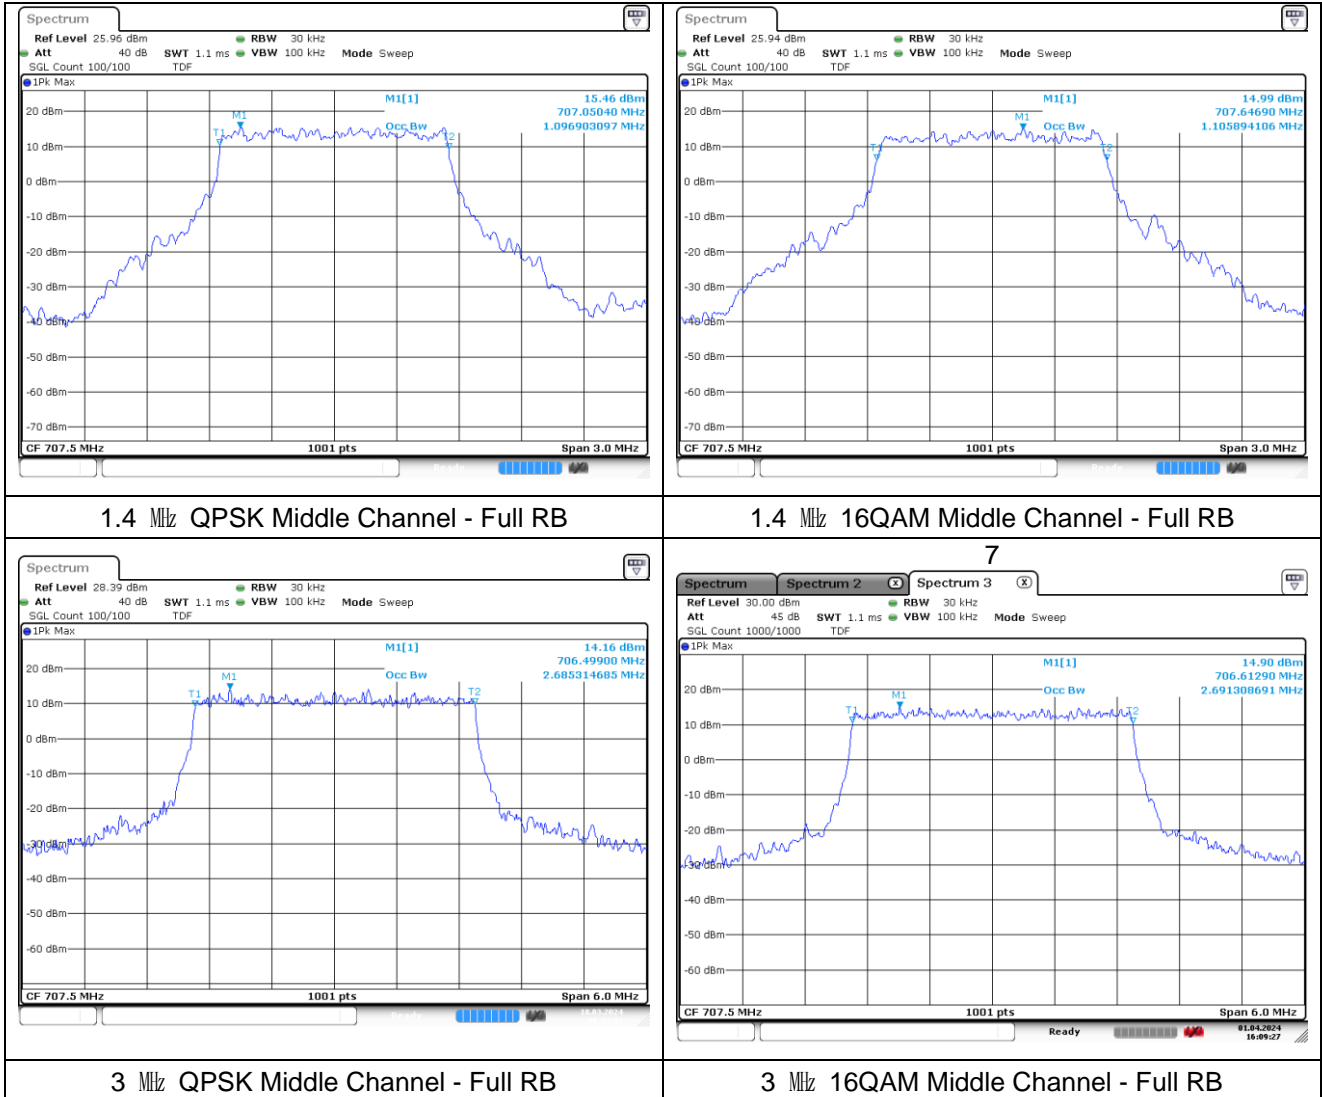 Spectrum
Ref Level 25.96 dBm RBW 30 kHz
Att 40 dB SWT 1.1 ms VBW 100 kHz Mode Sweep
SGL Count 100/100 TDF
1Pk Max
M1[1] 15.46 dBm
707.05040 MHz
Occ Bw 1.096903097 MHz
20 dBm
M1
T1
T2
10 dBm
0 dBm
-10 dBm
-20 dBm
-30 dBm
-40 dBm
-50 dBm
-60 dBm
-70 dBm
CF 707.5 MHz 1001 pts Span 3.0 MHz
Ready
1.4 ㎒ QPSK Middle Channel - Full RB
Spectrum
Ref Level 25.94 dBm RBW 30 kHz
Att 40 dB SWT 1.1 ms VBW 100 kHz Mode Sweep
SGL Count 100/100 TDF
1Pk Max
M1[1] 14.99 dBm
707.64690 MHz
Occ Bw 1.105894106 MHz
20 dBm
M1
T1
T2
10 dBm
0 dBm
-10 dBm
-20 dBm
-30 dBm
-40 dBm
-50 dBm
-60 dBm
-70 dBm
CF 707.5 MHz 1001 pts Span 3.0 MHz
Ready
1.4 ㎒ 16QAM Middle Channel - Full RB
Spectrum
Ref Level 28.39 dBm RBW 30 kHz
Att 40 dB SWT 1.1 ms VBW 100 kHz Mode Sweep
SGL Count 100/100 TDF
1Pk Max
M1[1] 14.16 dBm
706.49900 MHz
Occ Bw 2.685314685 MHz
20 dBm
M1
T1
T2
10 dBm
0 dBm
-10 dBm
-20 dBm
-30 dBm
-40 dBm
-50 dBm
-60 dBm
CF 707.5 MHz 1001 pts Span 6.0 MHz
3 ㎒ QPSK Middle Channel - Full RB
7
Spectrum Spectrum 2 X Spectrum 3 X
Ref Level 30.00 dBm RBW 30 kHz
Att 45 dB SWT 1.1 ms VBW 100 kHz Mode Sweep
SGL Count 1000/1000 TDF
1Pk Max
M1[1] 14.90 dBm
706.61290 MHz
Occ Bw 2.691308691 MHz
20 dBm
M1
T1
T2
10 dBm
0 dBm
-10 dBm
-20 dBm
-30 dBm
-40 dBm
-50 dBm
-60 dBm
CF 707.5 MHz 1001 pts Span 6.0 MHz
Ready 01.04.2024
16:09:27
3 ㎒ 16QAM Middle Channel - Full RB